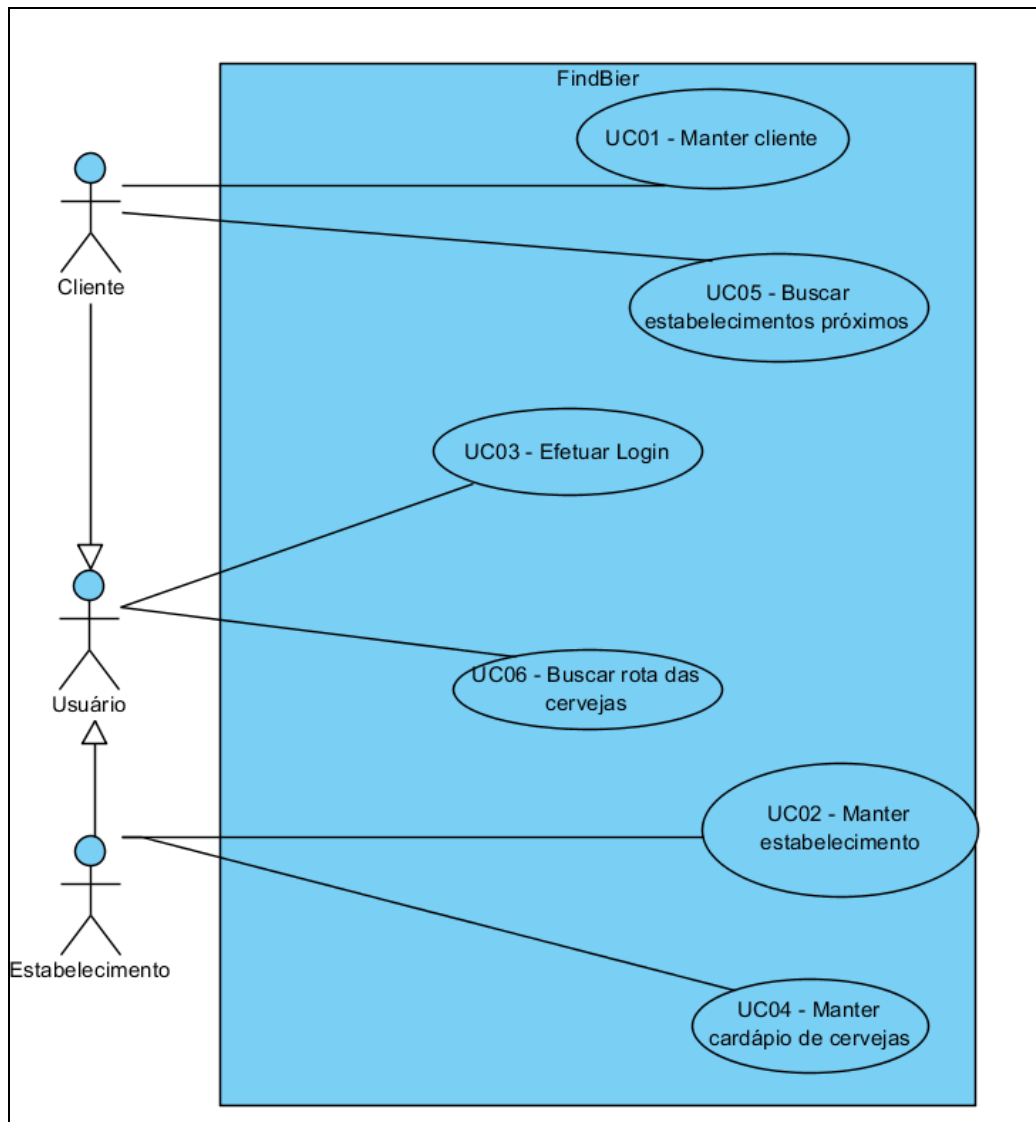 FindBier
UC01 - Manter cliente
Cliente
UC05 - Buscar
estabelecimentos próximos
UC03 - Efetuar Login
Usuário
UC06 - Buscar rota das
cervejas
UC02 - Manter
estabelecimento
Estabelecimento
UC04 - Manter
cardápio de cervejas